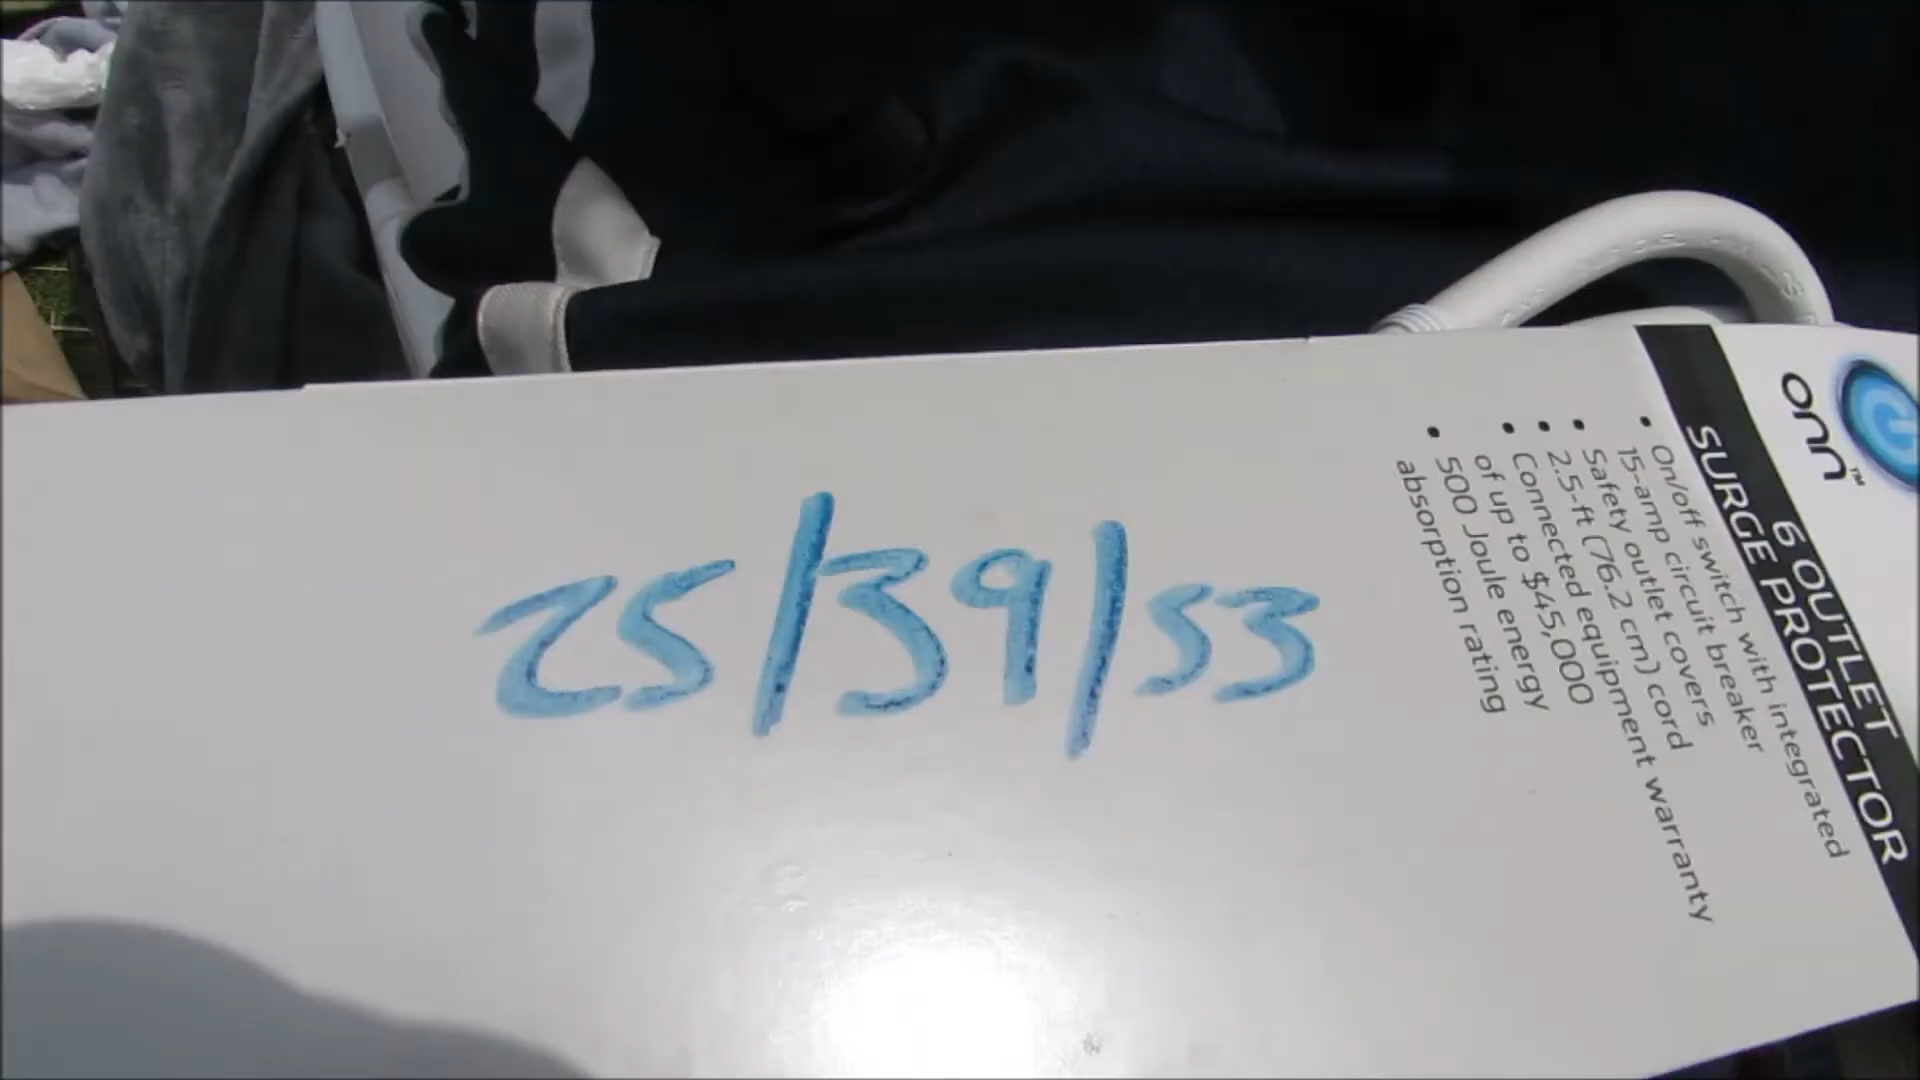 25/39/53
onn™
6 OUTLET
SURGE PROTECTOR
• On/off switch with integrated
15-amp circuit breaker
• Safety outlet covers
• 2.5-ft (76.2 cm) cord
• Connected equipment warranty
of up to $45,000
• 500 Joule energy
absorption rating